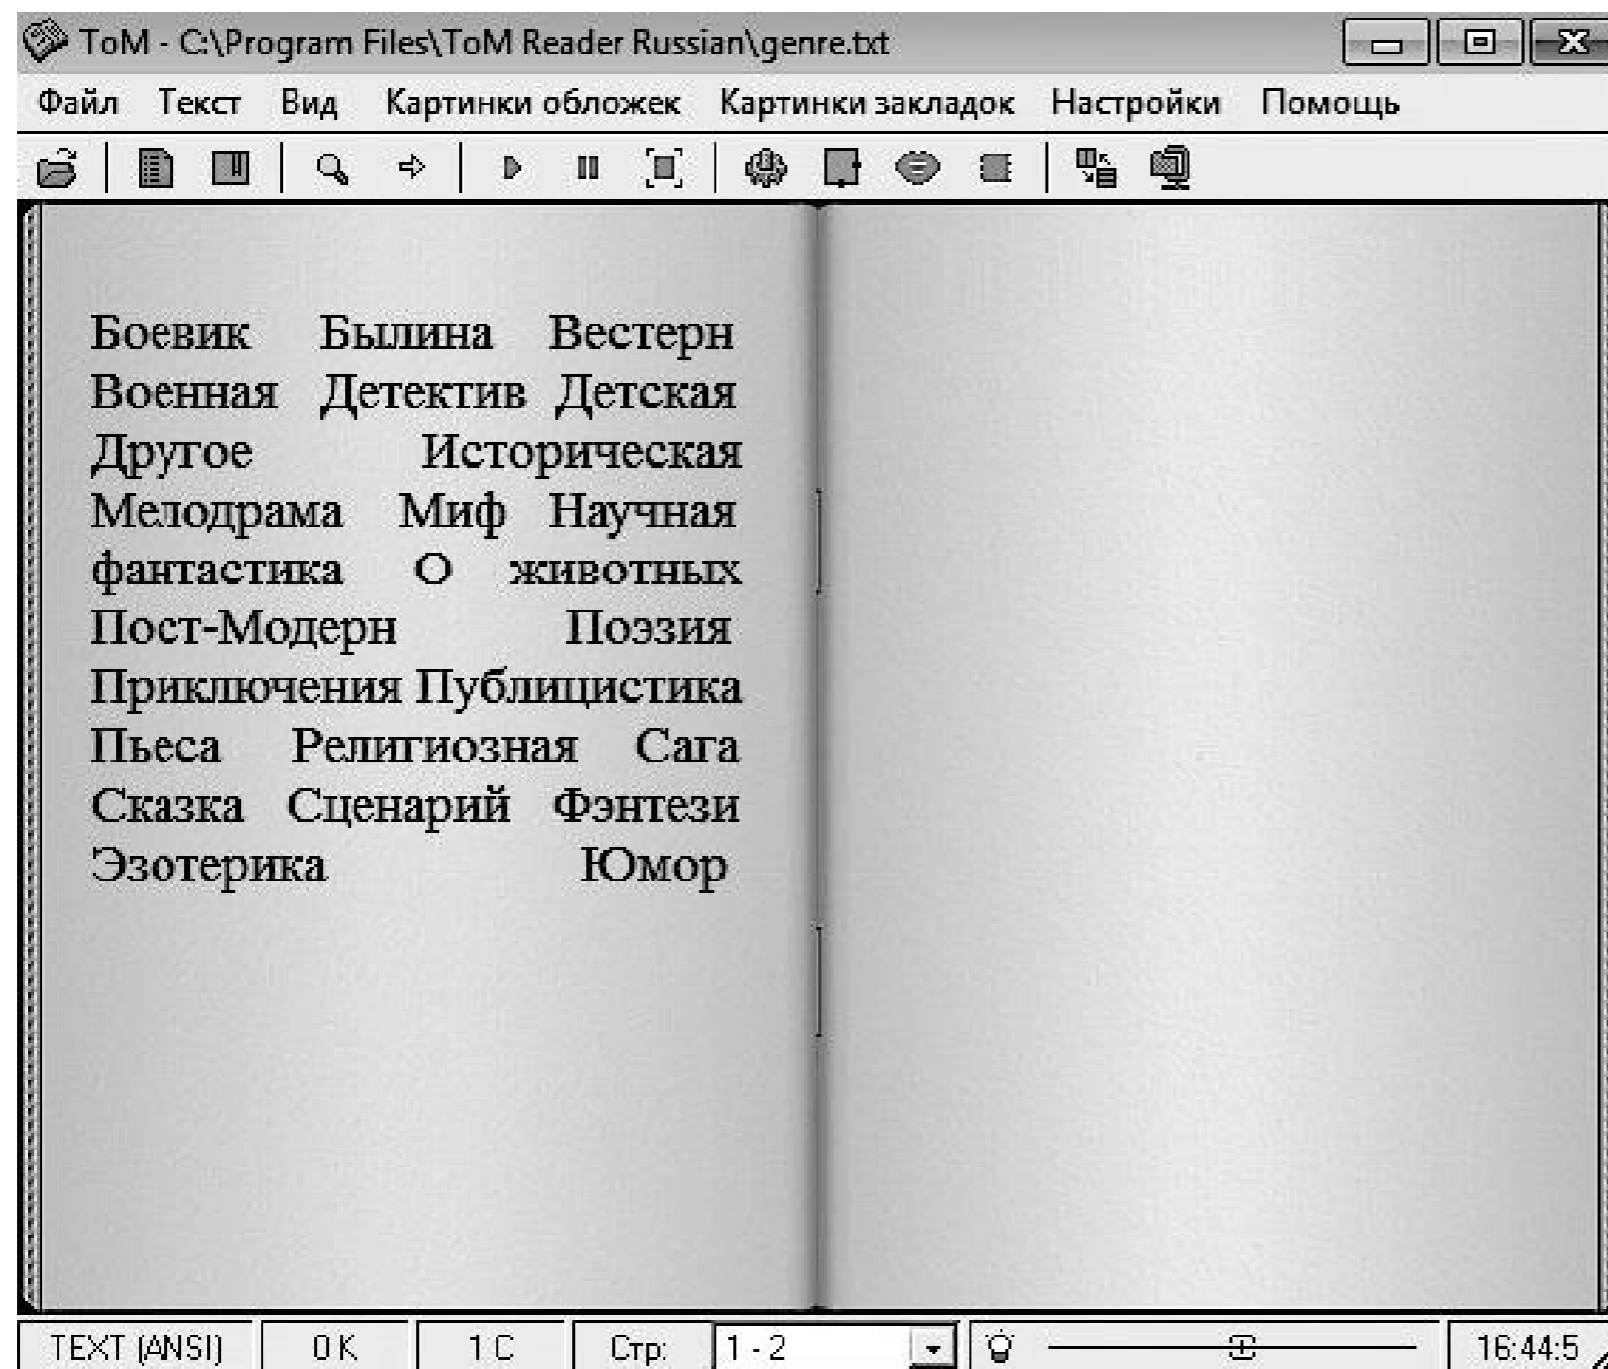 ToM - C:\Program Files\ToM Reader Russian\genre.txt
Файл Текст Вид Картинки обложек Картинки закладок Настройки Помощь
Боевик Былина Вестерн
Военная Детектив Детская
Другое Историческая
Мелодрама Миф Научная
фантастика О животных
Пост-Модерн Поэзия
Приключения Публицистика
Пьеса Религиозная Сага
Сказка Сценарий Фэнтези
Эзотерика Юмор
TEXT (ANSI) 0 K 1 C Стр: 1 - 2 16:44:5